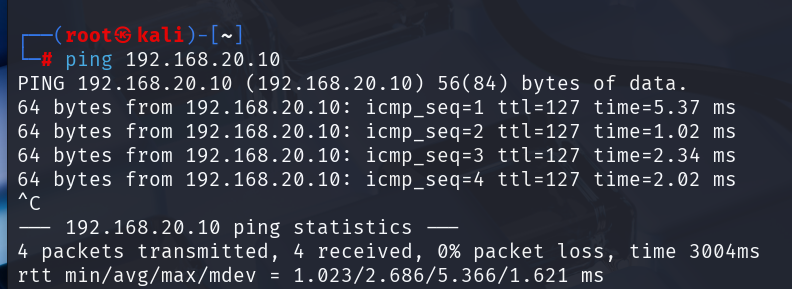 ┌──(root㉿kali)-[~]
└─# ping 192.168.20.10
PING 192.168.20.10 (192.168.20.10) 56(84) bytes of data.
64 bytes from 192.168.20.10: icmp_seq=1 ttl=127 time=5.37 ms
64 bytes from 192.168.20.10: icmp_seq=2 ttl=127 time=1.02 ms
64 bytes from 192.168.20.10: icmp_seq=3 ttl=127 time=2.34 ms
64 bytes from 192.168.20.10: icmp_seq=4 ttl=127 time=2.02 ms
^C
--- 192.168.20.10 ping statistics ---
4 packets transmitted, 4 received, 0% packet loss, time 3004ms
rtt min/avg/max/mdev = 1.023/2.686/5.366/1.621 ms